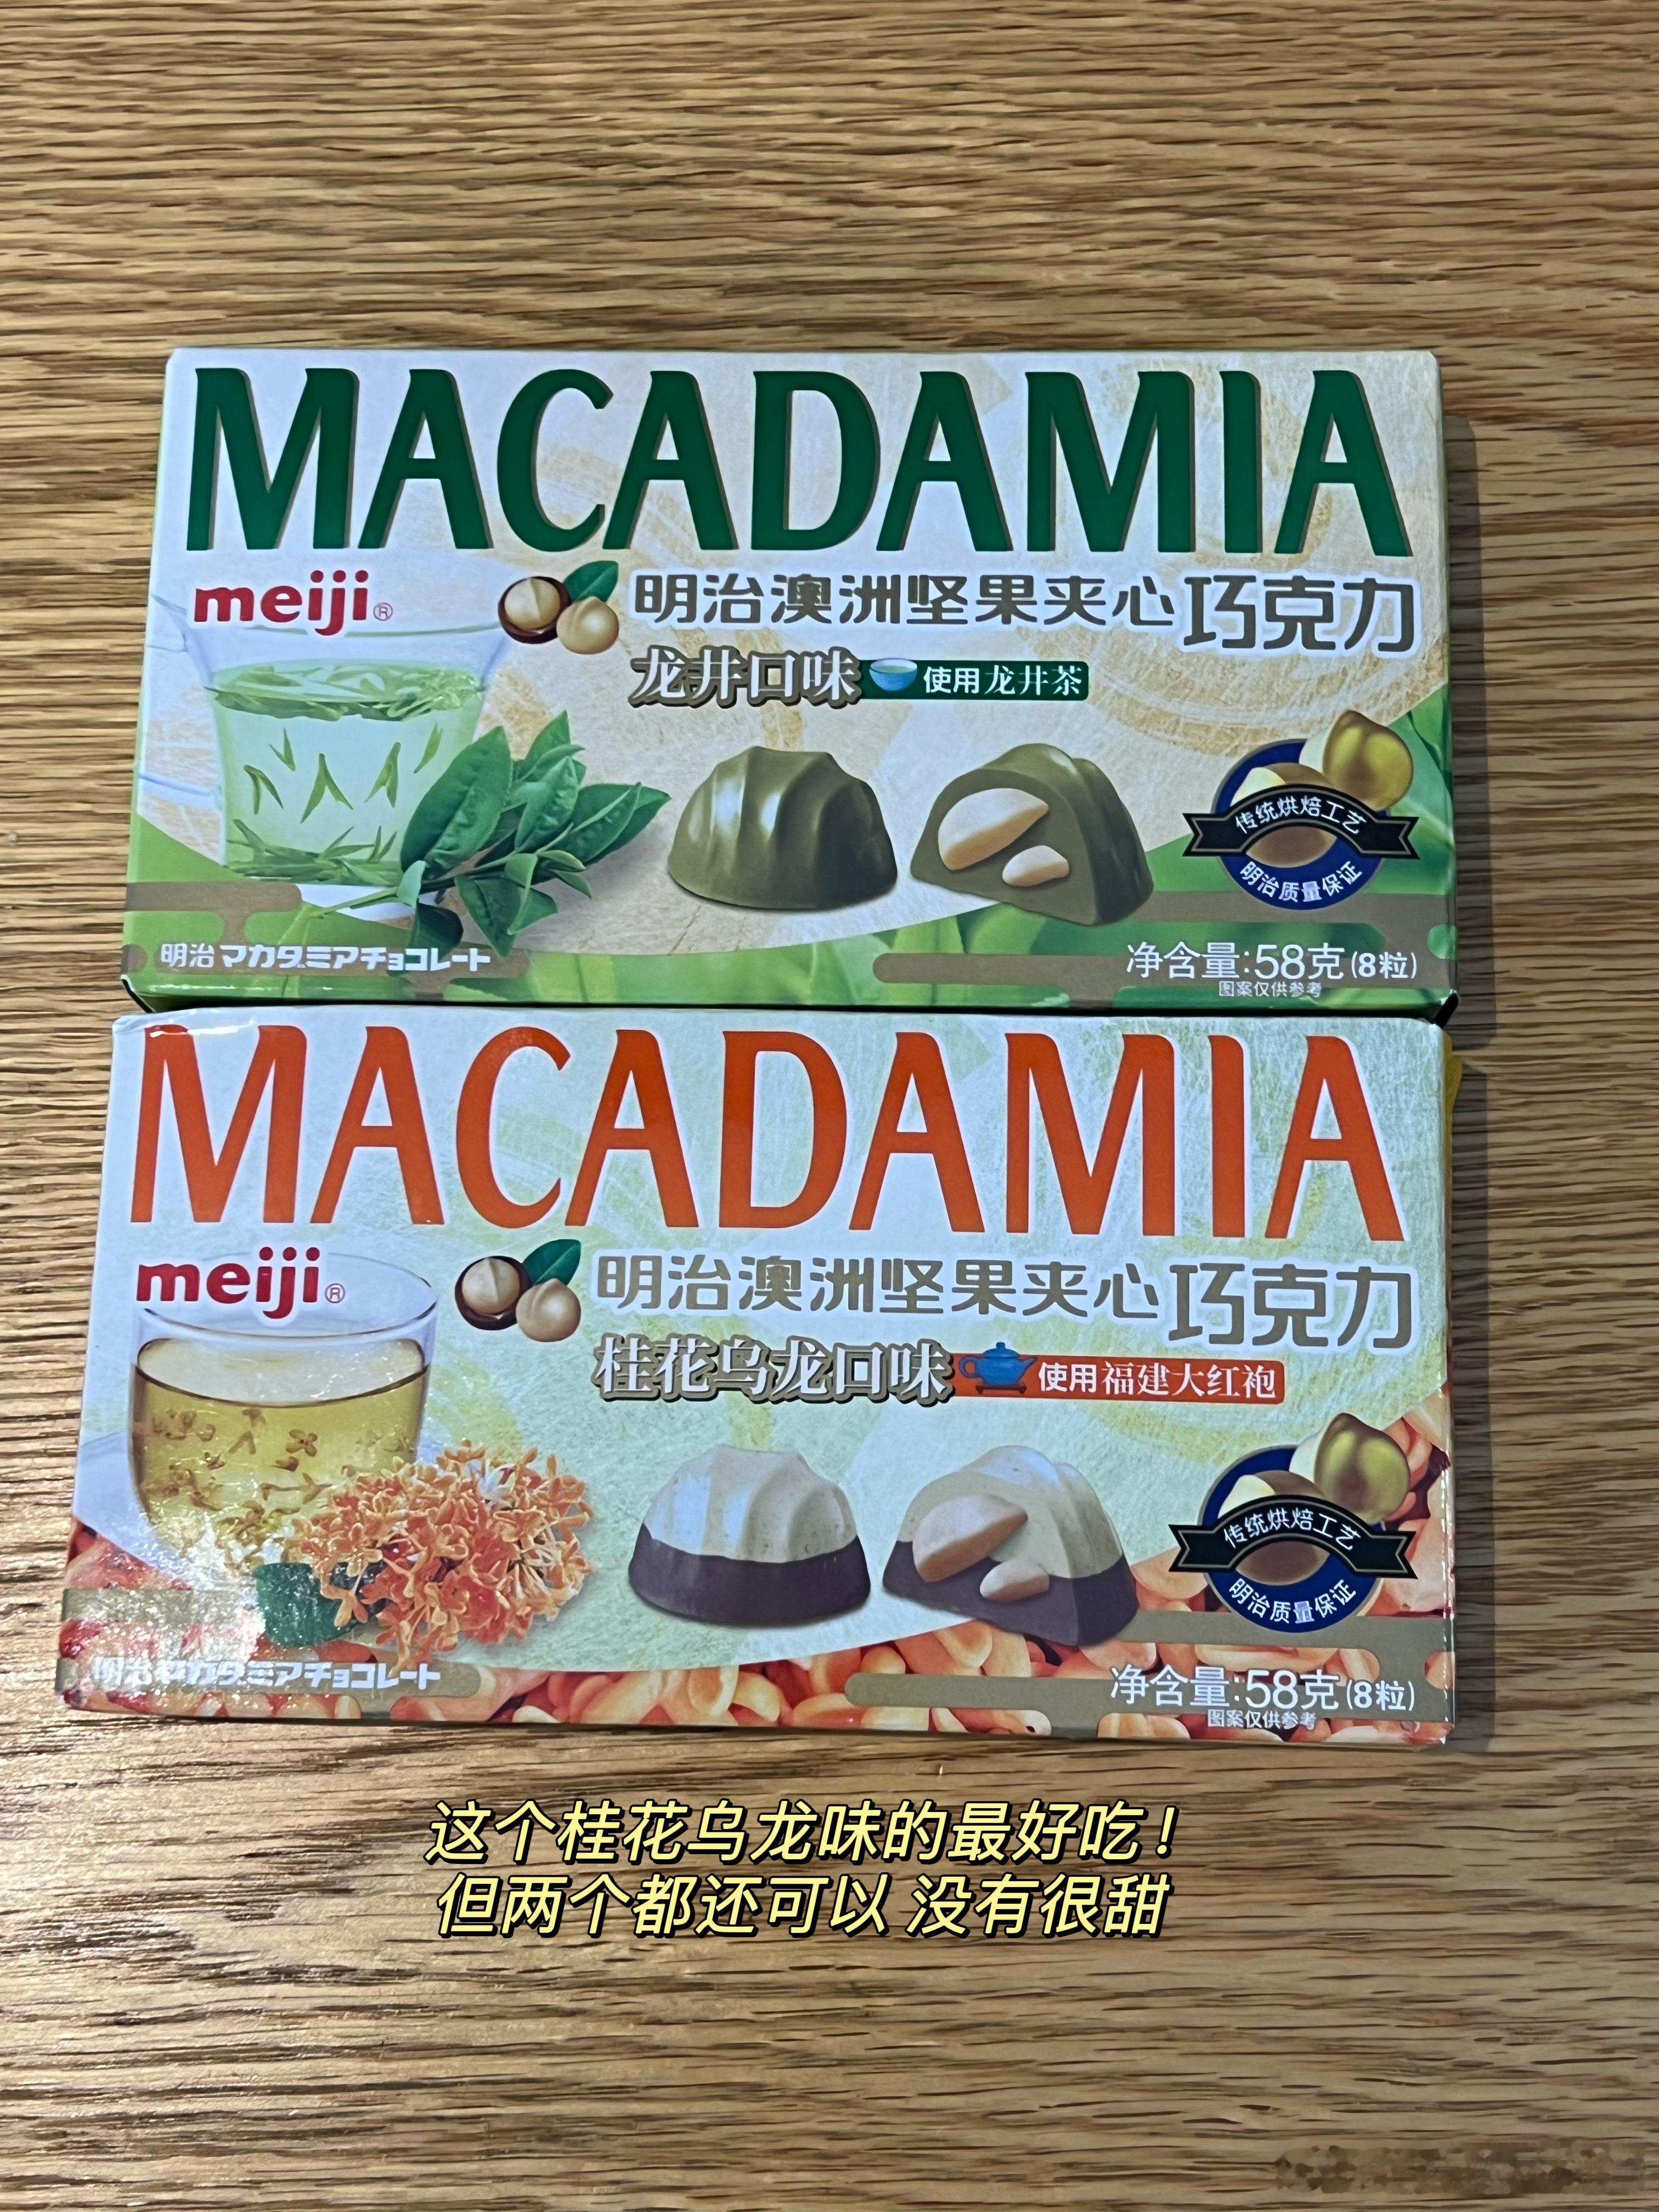 MACADAMIA
meiji®
明治澳洲坚果夹心巧克力
龙井口味 使用龙井茶
传统烘焙工艺
明治质量保证
明治マカダミアチョコレート
净含量:58克(8粒)
图案仅供参考
MACADAMIA
meiji®
明治澳洲坚果夹心巧克力
桂花乌龙口味 使用福建大红袍
传统烘焙工艺
明治质量保证
明治マカダミアチョコレート
净含量:58克(8粒)
图案仅供参考
这个桂花乌龙味的最好吃！
但两个都还可以 没有很甜